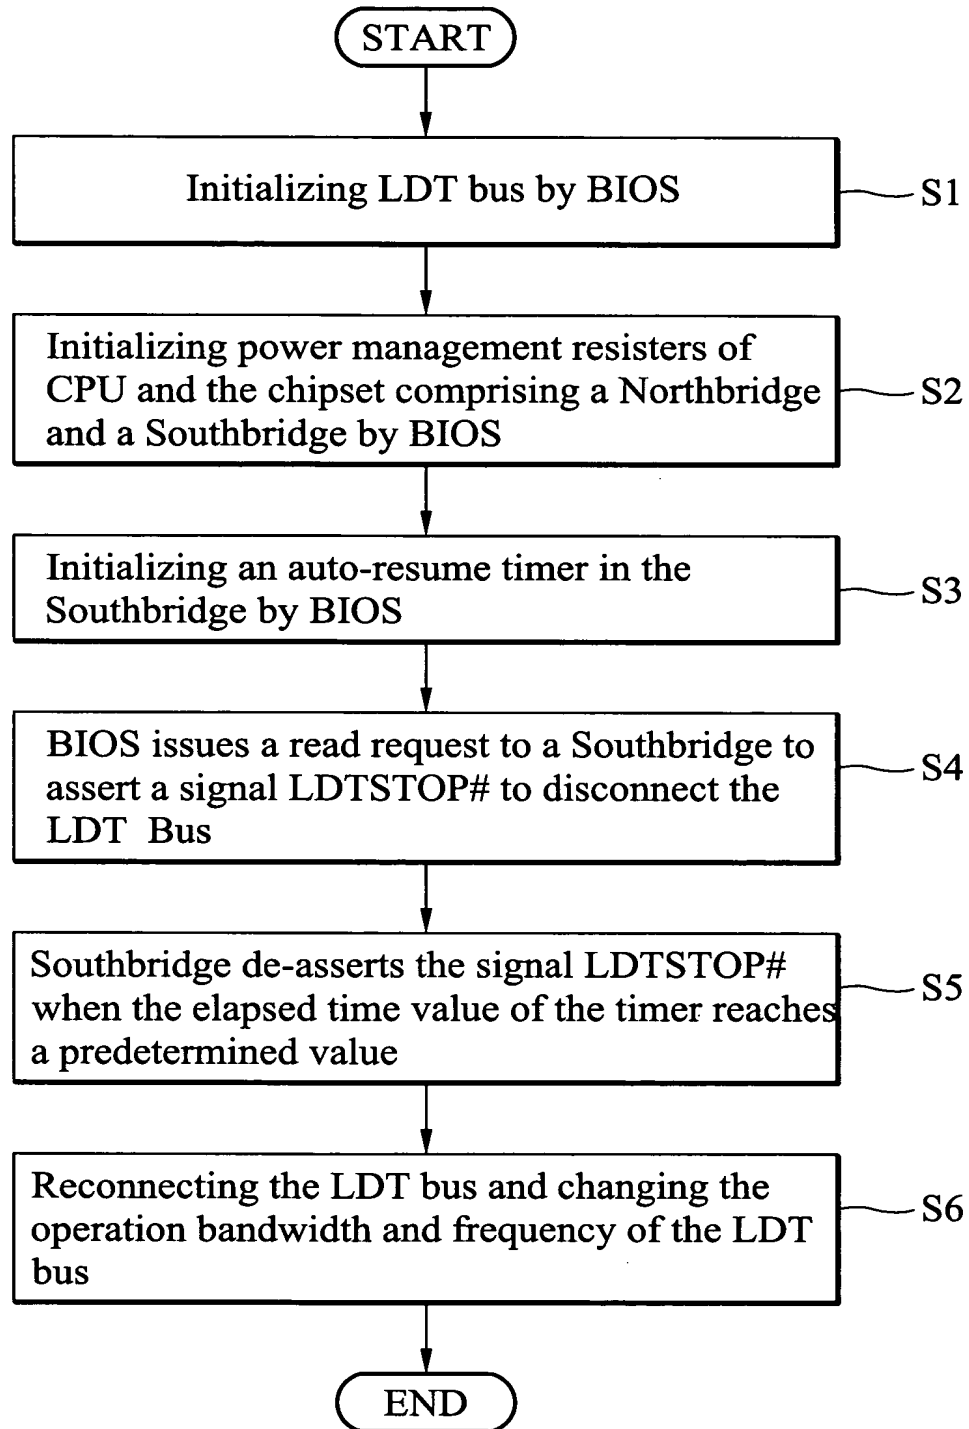 START
Initializing LDT bus by BIOS
S1
Initializing power management resisters of
CPU and the chipset comprising a Northbridge
and a Southbridge by BIOS
S2
Initializing an auto-resume timer in the
Southbridge by BIOS
S3
BIOS issues a read request to a Southbridge to
assert a signal LDTSTOP# to disconnect the
LDT Bus
S4
Southbridge de-asserts the signal LDTSTOP#
when the elapsed time value of the timer reaches
a predetermined value
S5
Reconnecting the LDT bus and changing the
operation bandwidth and frequency of the LDT
bus
S6
END